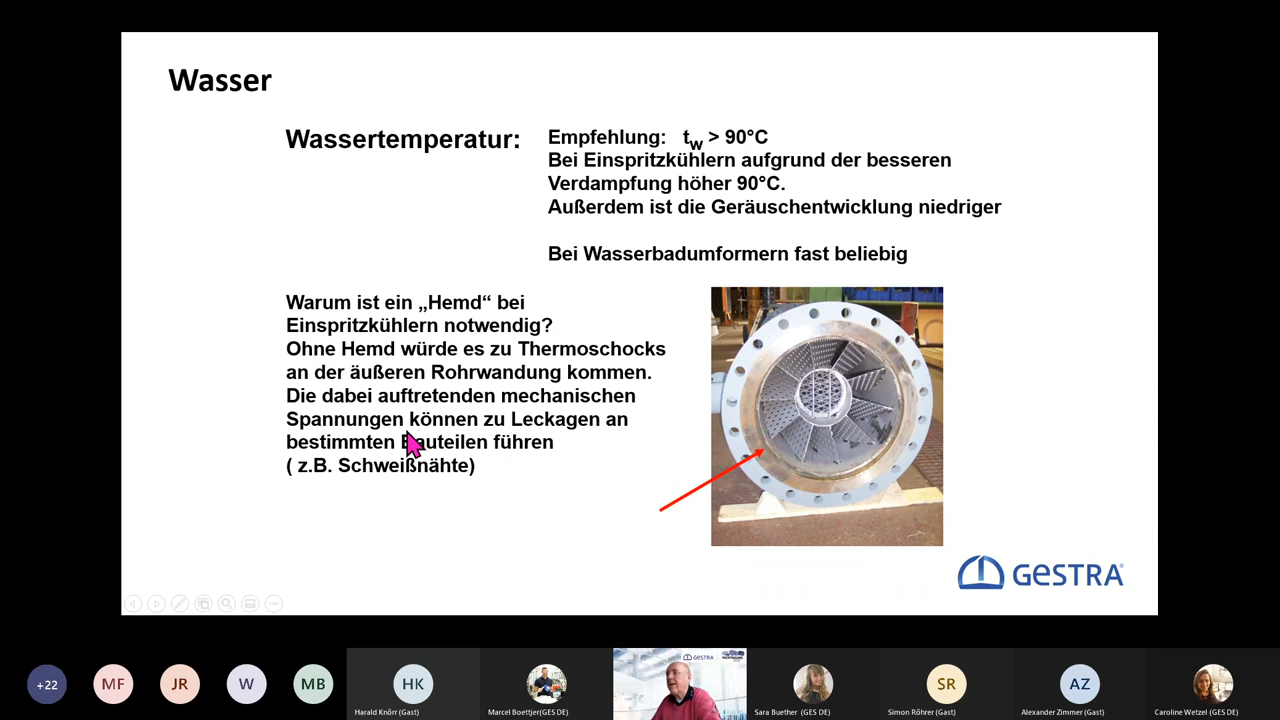 Wasser
Wassertemperatur:
Empfehlung: tw > 90°C
Bei Einspritzkühlern aufgrund der besseren
Verdampfung höher 90°C.
Außerdem ist die Geräuschentwicklung niedriger
Bei Wasserbadumformern fast beliebig
Warum ist ein „Hemd“ bei
Einspritzkühlern notwendig?
Ohne Hemd würde es zu Thermoschocks
an der äußeren Rohrwandung kommen.
Die dabei auftretenden mechanischen
Spannungen können zu Leckagen an
bestimmten Bauteilen führen
( z.B. Schweißnähte)
GESTRA
+22
MF
JR
W
MB
HK
Harald Knörr (Gast)
Marcel Boettjer(GES DE)
GESTRA
Sara Buether (GES DE)
SR
Simon Röhrer (Gast)
AZ
Alexander Zimmer (Gast)
Caroline Wetzel (GES DE)